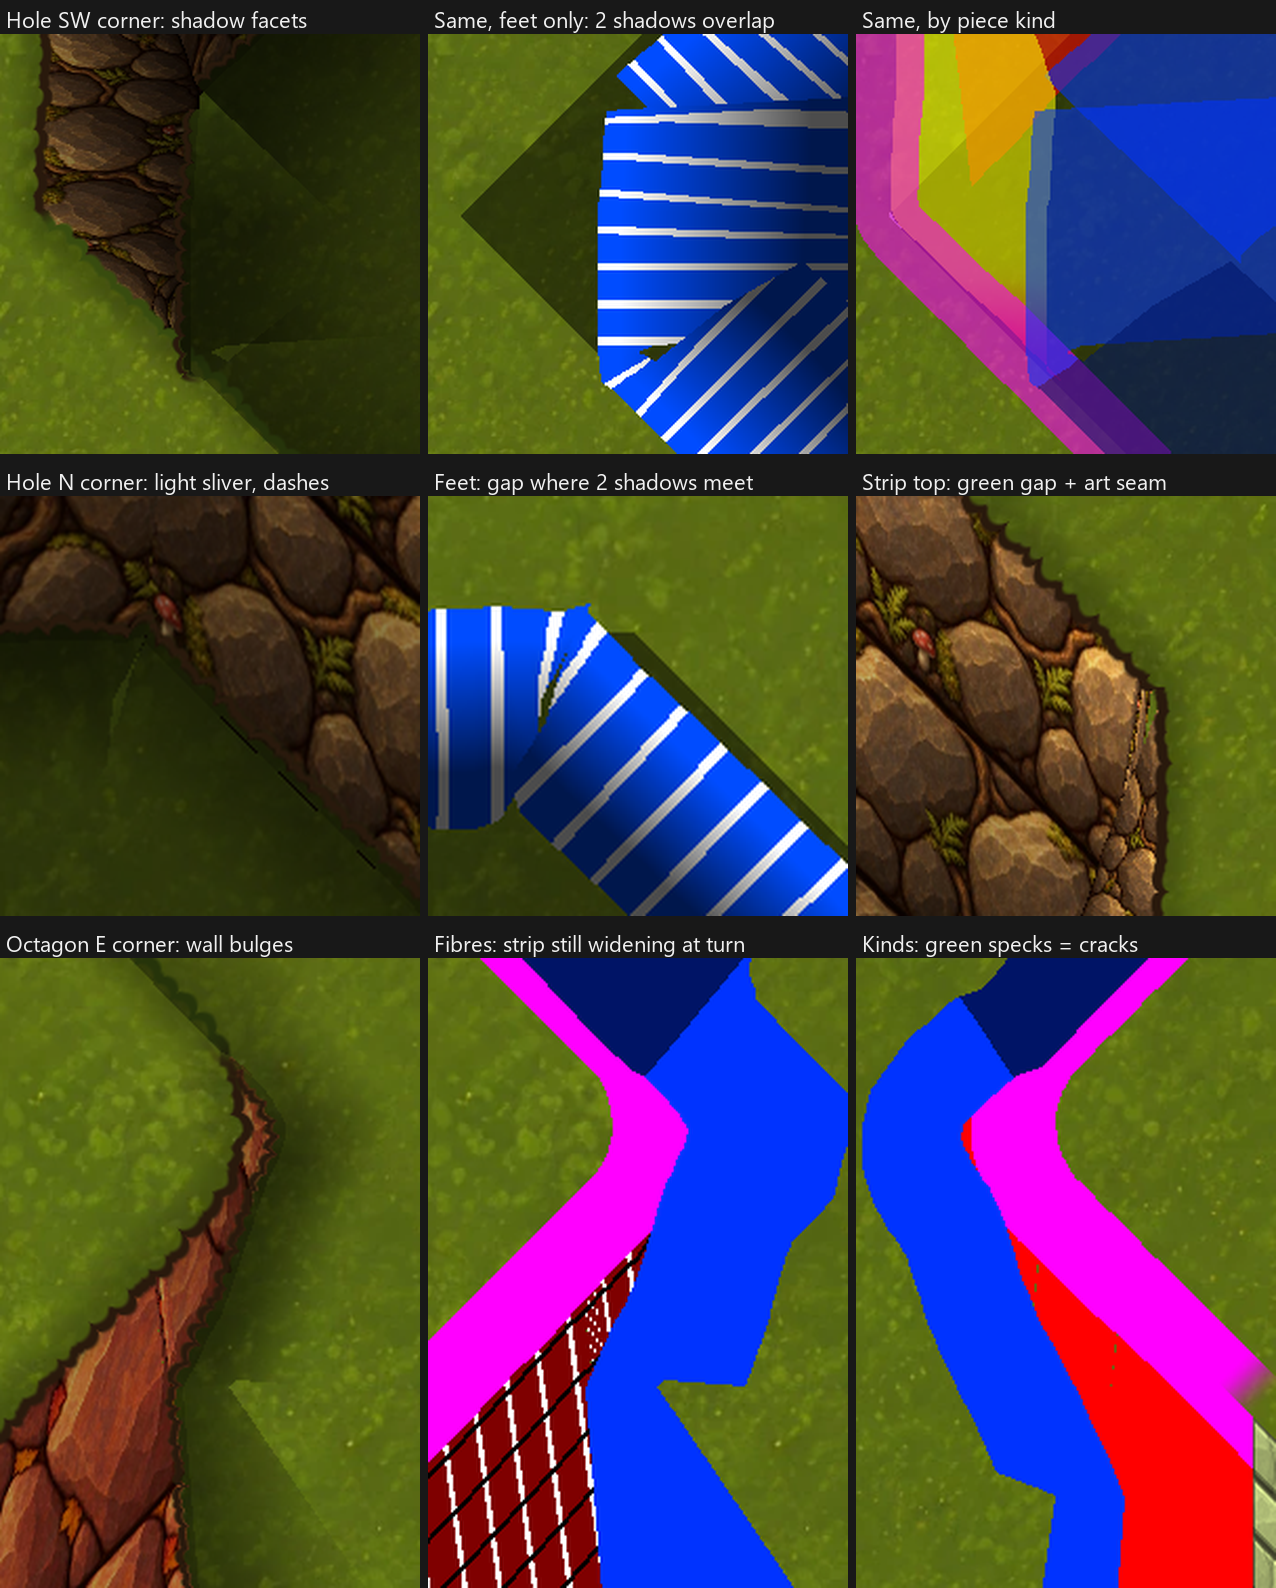 Hole SW corner: shadow facets
Same, feet only: 2 shadows overlap
Same, by piece kind
Hole N corner: light sliver, dashes
Feet: gap where 2 shadows meet
Strip top: green gap + art seam
Octagon E corner: wall bulges
Fibres: strip still widening at turn
Kinds: green specks = cracks